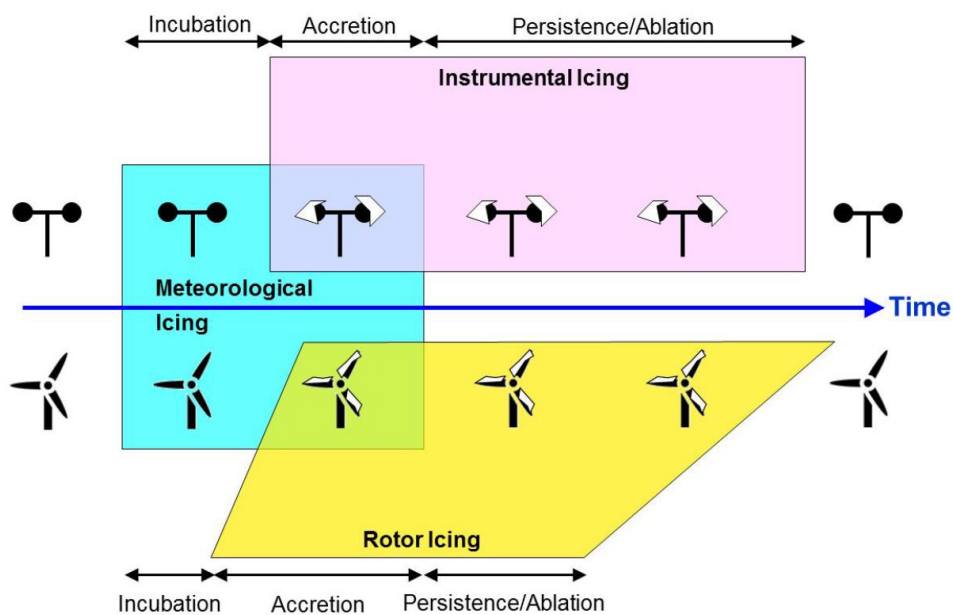 Incubation
Accretion
Persistence/Ablation
Instrumental Icing
Meteorological
Icing
Time
Rotor Icing
Incubation
Accretion
Persistence/Ablation